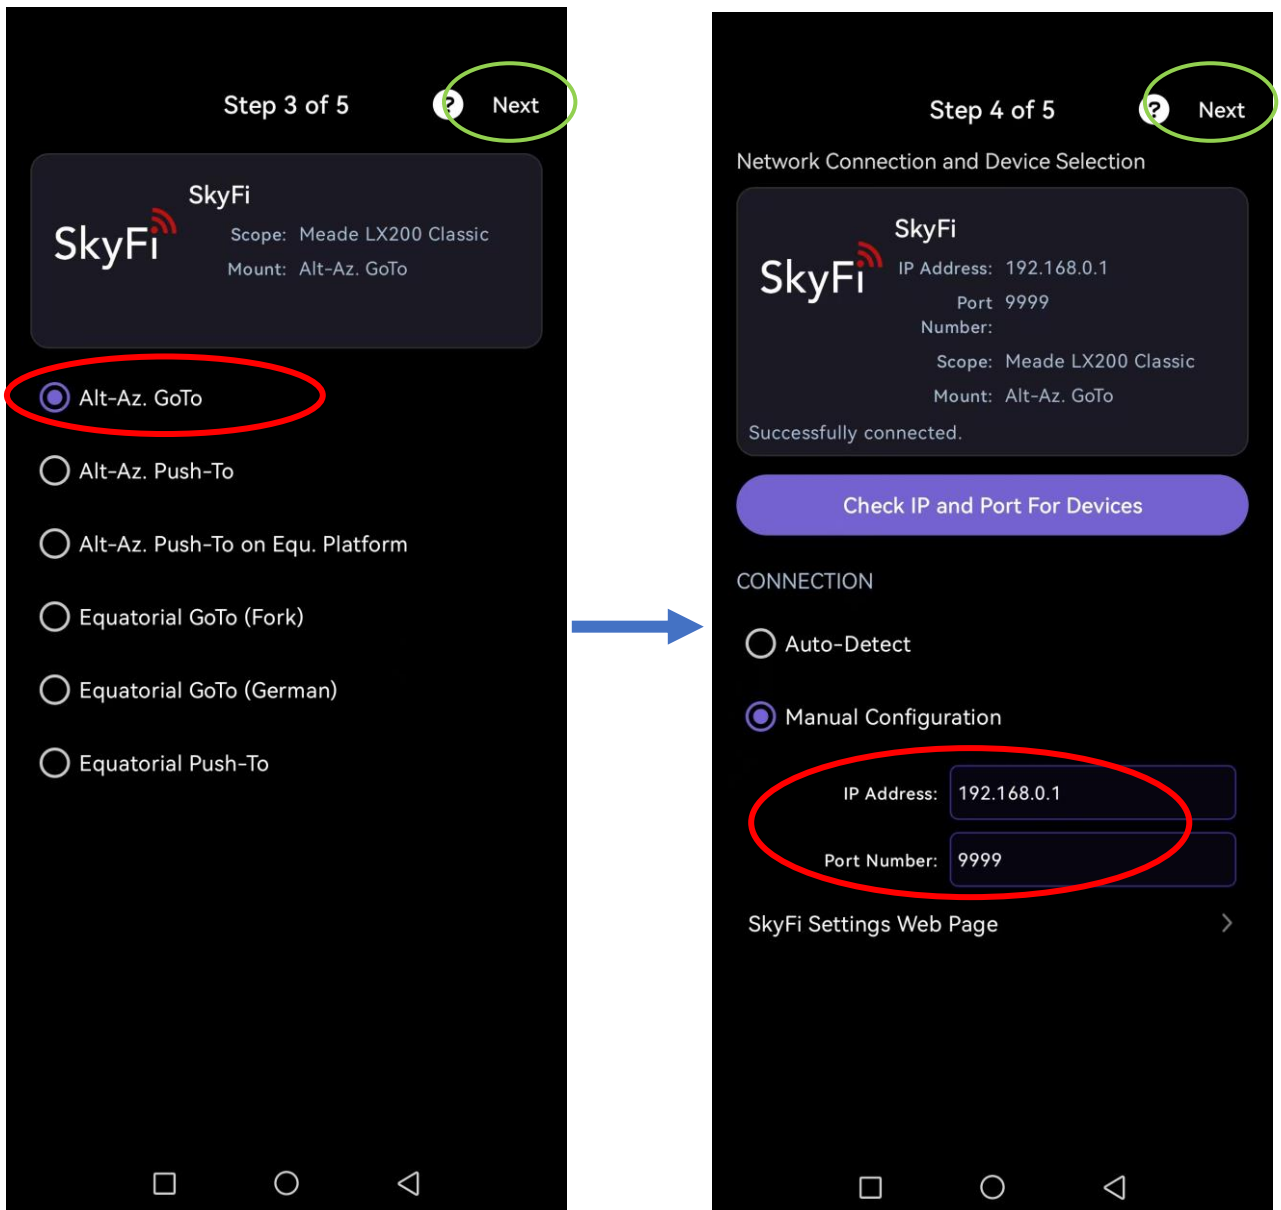 Step 3 of 5
? Next
SkyFi
SkyFi
Scope: Meade LX200 Classic
Mount: Alt-Az. GoTo
Alt-Az. GoTo
Alt-Az. Push-To
Alt-Az. Push-To on Equ. Platform
Equatorial GoTo (Fork)
Equatorial GoTo (German)
Equatorial Push-To
Step 4 of 5
? Next
Network Connection and Device Selection
SkyFi
SkyFi
IP Address: 192.168.0.1
Port 9999
Number:
Scope: Meade LX200 Classic
Mount: Alt-Az. GoTo
Successfully connected.
Check IP and Port For Devices
CONNECTION
Auto-Detect
Manual Configuration
IP Address: 192.168.0.1
Port Number: 9999
SkyFi Settings Web Page